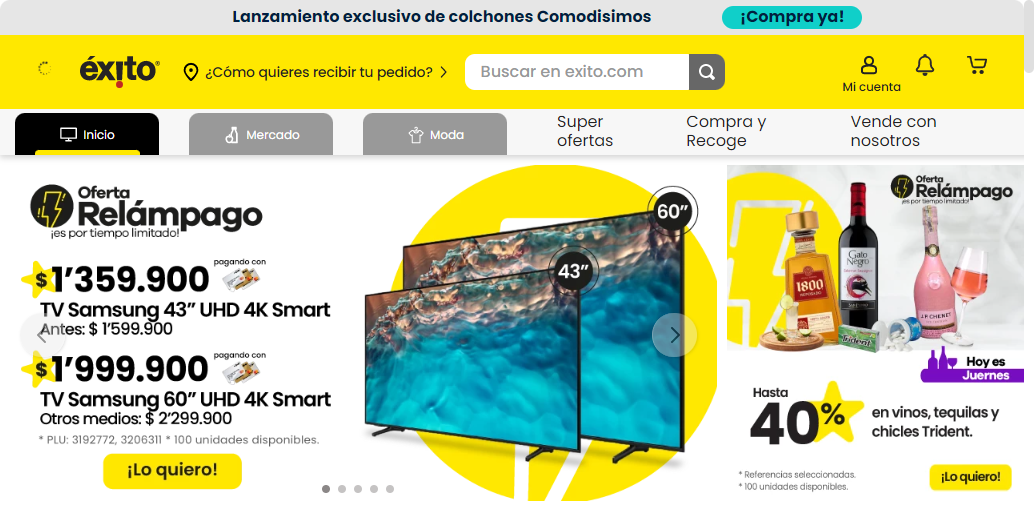 Lanzamiento exclusivo de colchones Comodisimos
¡Compra ya!
éxito
¿Cómo quieres recibir tu pedido?
Buscar en exito.com
Mi cuenta
Inicio
Mercado
Moda
Super
ofertas
Compra y
Recoge
Vende con
nosotros
Oferta
Relámpago
¡es por tiempo limitado!
$1'359.900
pagando con
TV Samsung 43” UHD 4K Smart
Antes: $ 1'599.900
$1'999.900
pagando con
TV Samsung 60” UHD 4K Smart
Otros medios: $ 2'299.900
* PLU: 3192772, 3206311 * 100 unidades disponibles.
¡Lo quiero!
60”
43”
Oferta
Relámpago
¡es por tiempo limitado!
1800
Gato
Negro
J.P. CHENET
Trident
Hoy es
Juernes
Hasta
40%
en vinos, tequilas y
chicles Trident.
* Referencias seleccionadas.
* 100 unidades disponibles.
¡Lo quiero!